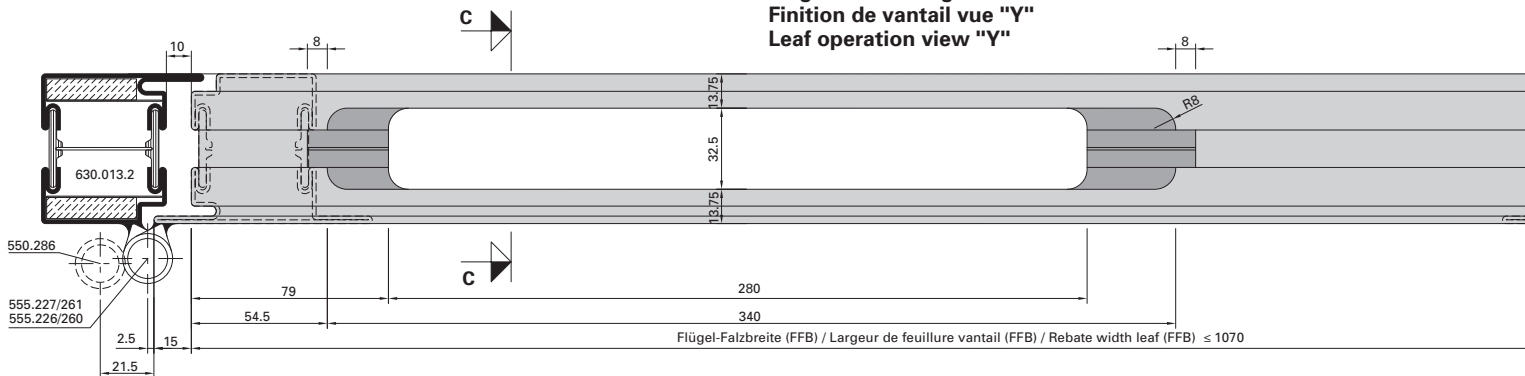 Finition de vantail vue "Y"
Leaf operation view "Y"
C
10
8
8
13.75
R8
32.5
630.013.2
13.75
550.286
C
555.227/261
555.226/260
79
280
54.5
340
2.5
15
Flügel-Falzbreite (FFB) / Largeur de feuillure vantail (FFB) / Rebate width leaf (FFB) ≤ 1070
21.5